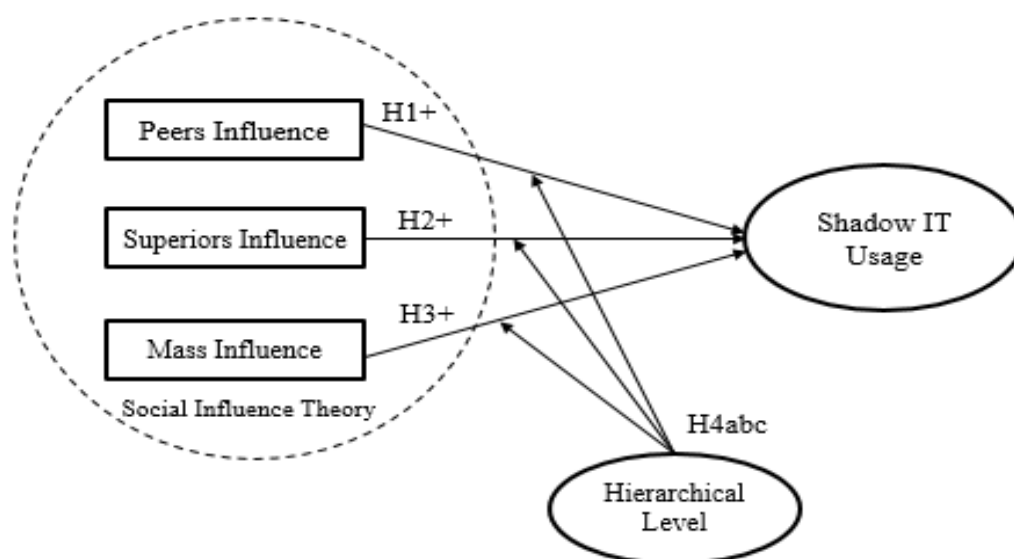 Peers Influence
H1+
Superiors Influence
H2+
Mass Influence
H3+
Social Influence Theory
Shadow IT
Usage
H4abc
Hierarchical
Level